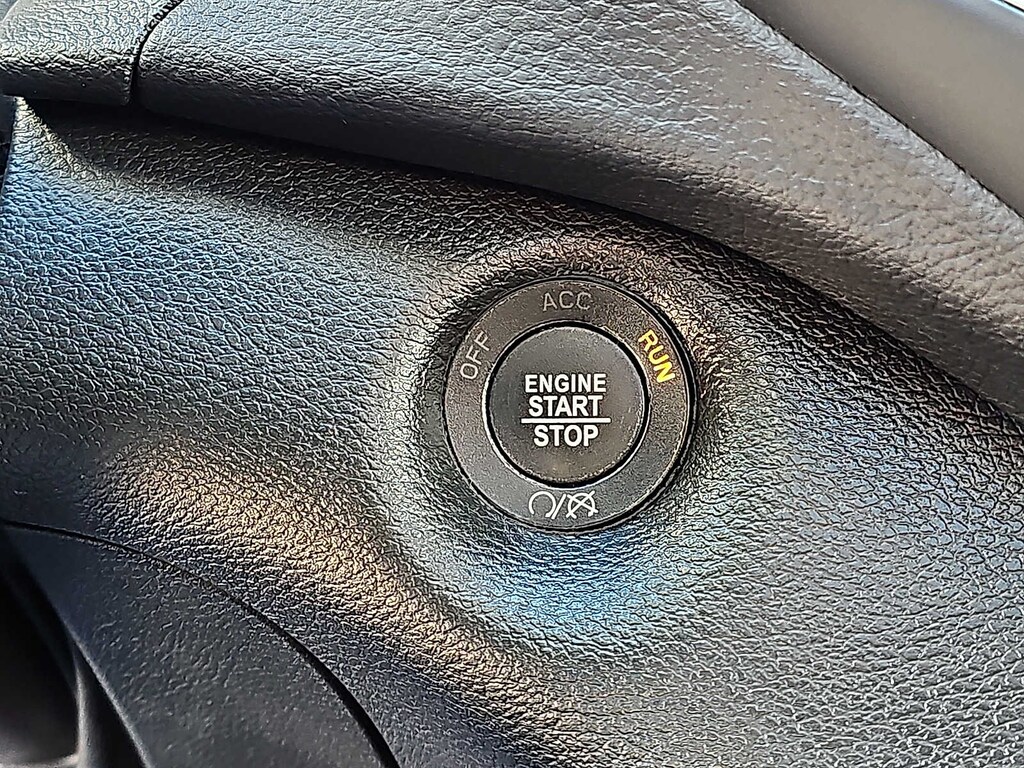 ACC
OFF
RUN
ENGINE
START
STOP